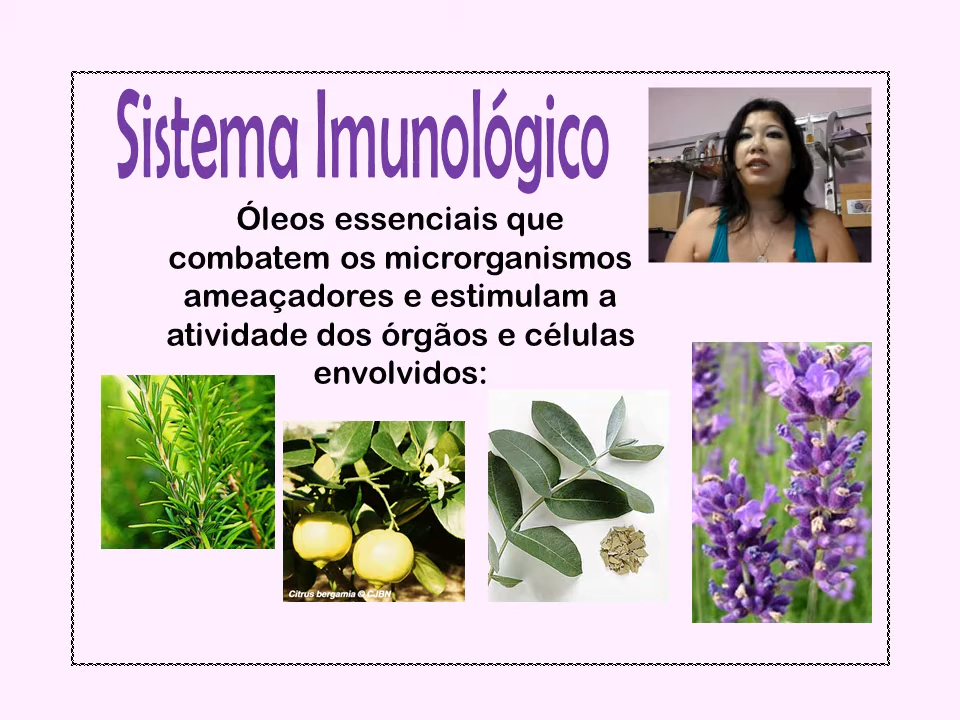 Sistema Imunológico
Óleos essenciais que
combatem os microrganismos
ameaçadores e estimulam a
atividade dos órgãos e células
envolvidos:
Citrus bergamia @ CJBN